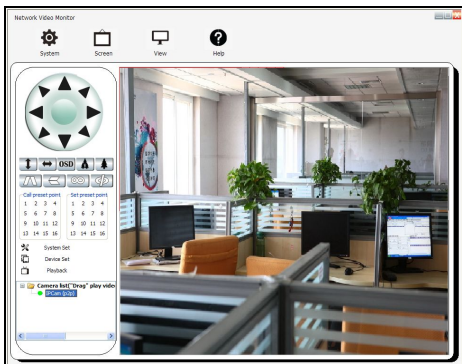 Network Video Monitor
System Screen View Help
OSD
Call preset point Set preset point
1 2 3 4 1 2 3 4
5 6 7 8 5 6 7 8
9 10 11 12 9 10 11 12
13 14 15 16 13 14 15 16
System Set
Device Set
Playback
Camera list("Drag" play video
IPCam [p2p]